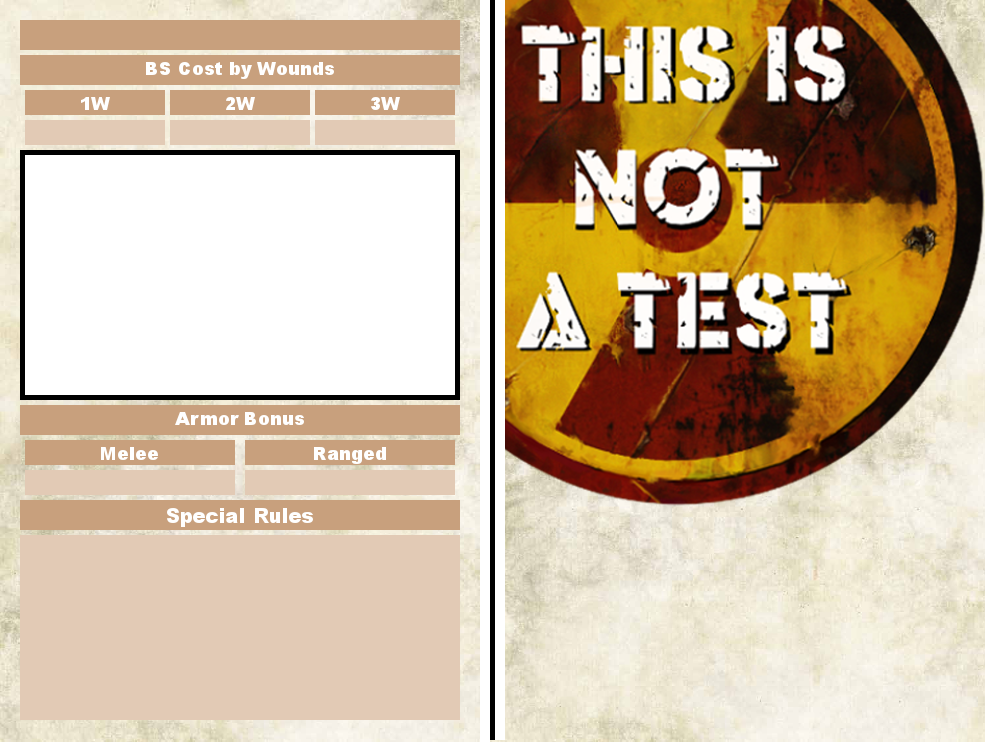 BS Cost by Wounds
1W 2W 3W
Armor Bonus
Melee Ranged
Special Rules
THIS IS
NOT
A TEST